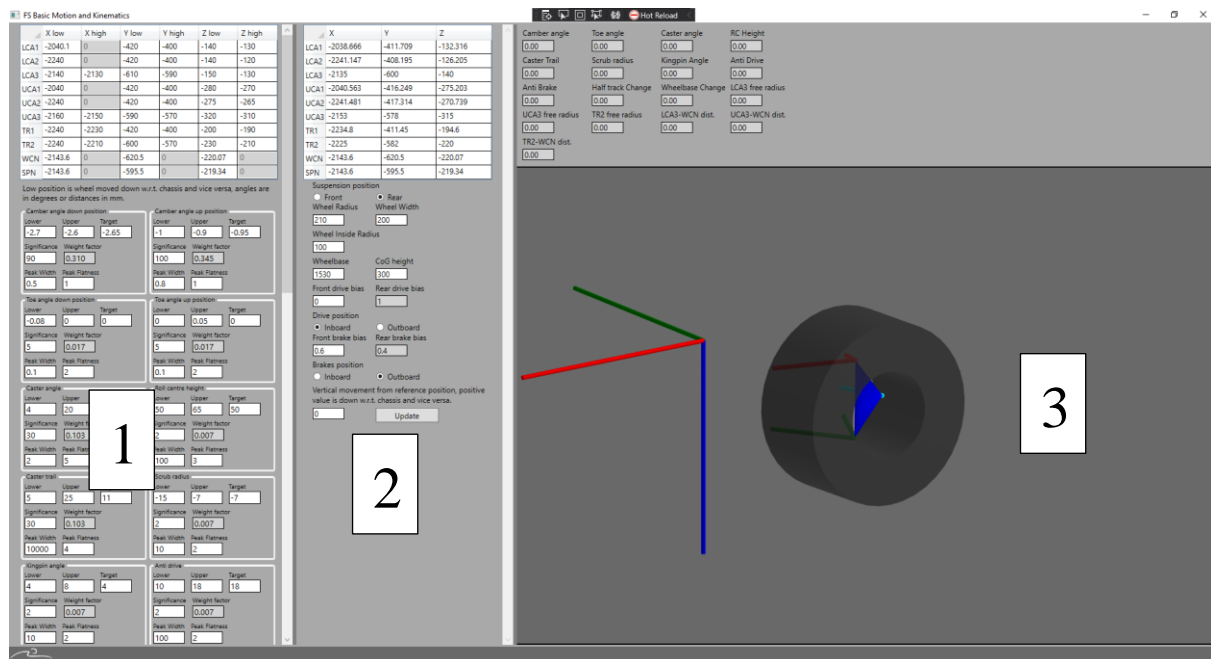 FS Basic Motion and Kinematics
Hot Reload
X low X high Y low Y high Z low Z high
LCA1 -2040.1 0 -420 -400 -140 -130
LCA2 -2240 0 -420 -400 -140 -120
LCA3 -2140 -2130 -610 -590 -150 -130
UCA1 -2040 0 -420 -400 -280 -270
UCA2 -2240 0 -420 -400 -275 -265
UCA3 -2160 -2150 -590 -570 -320 -310
TR1 -2240 -2230 -420 -400 -200 -190
TR2 -2240 -2210 -600 -570 -230 -210
WCN -2143.6 0 -620.5 0 -220.07 0
SPN -2143.6 0 -595.5 0 -219.34 0
Low position is wheel moved down w.r.t. chassis and vice versa, angles are
in degrees or distances in mm.
Camber angle down position
Lower Upper Target
-2.7 -2.6 -2.65
Significance Weight factor
90 0.310
Peak Width Peak Flatness
0.5 1
Camber angle up position
Lower Upper Target
-1 -0.9 -0.95
Significance Weight factor
100 0.345
Peak Width Peak Flatness
0.8 1
Toe angle down position
Lower Upper Target
-0.08 0 0
Significance Weight factor
5 0.017
Peak Width Peak Flatness
0.1 2
Toe angle up position
Lower Upper Target
0 0.05 0
Significance Weight factor
5 0.017
Peak Width Peak Flatness
0.1 2
Caster angle
Lower Upper
4 20
Significance Weight
30 0.103
Peak Width Peak
2 5
1
Roll centre height
Lower Upper Target
50 65 50
Significance Weight factor
2 0.007
Peak Width Peak Flatness
100 3
Caster trail
Lower Upper
5 25 11
Significance Weight factor
30 0.103
Peak Width Peak Flatness
10000 4
Scrub radius
Lower Upper Target
-15 -7 -7
Significance Weight factor
2 0.007
Peak Width Peak Flatness
10 2
Kingpin angle
Lower Upper Target
4 8 4
Significance Weight factor
2 0.007
Peak Width Peak Flatness
10 2
Anti drive
Lower Upper Target
10 18 18
Significance Weight factor
2 0.007
Peak Width Peak Flatness
100 2
X Y Z
LCA1 -2038.666 -411.709 -132.316
LCA2 -2241.147 -408.195 -126.205
LCA3 -2135 -600 -140
UCA1 -2040.563 -416.249 -275.203
UCA2 -2241.481 -417.314 -270.739
UCA3 -2153 -578 -315
TR1 -2234.8 -411.45 -194.6
TR2 -2225 -582 -220
WCN -2143.6 -620.5 -220.07
SPN -2143.6 -595.5 -219.34
Suspension position
Front Rear
Wheel Radius Wheel Width
210 200
Wheel Inside Radius
100
Wheelbase CoG height
1530 300
Front drive bias Rear drive bias
0 1
Drive position
Inboard Outboard
Front brake bias Rear brake bias
0.6 0.4
Brakes position
Inboard Outboard
Vertical movement from reference position, positive
value is down w.r.t. chassis and vice versa.
0 Update
2
Camber angle Toe angle Caster angle RC Height
0.00 0.00 0.00 0.00
Caster Trail Scrub radius Kingpin Angle Anti Drive
0.00 0.00 0.00 0.00
Anti Brake Half track Change Wheelbase Change LCA3 free radius
0.00 0.00 0.00 0.00
UCA3 free radius TR2 free radius LCA3-WCN dist. UCA3-WCN dist.
0.00 0.00 0.00 0.00
TR2-WCN dist.
0.00
3